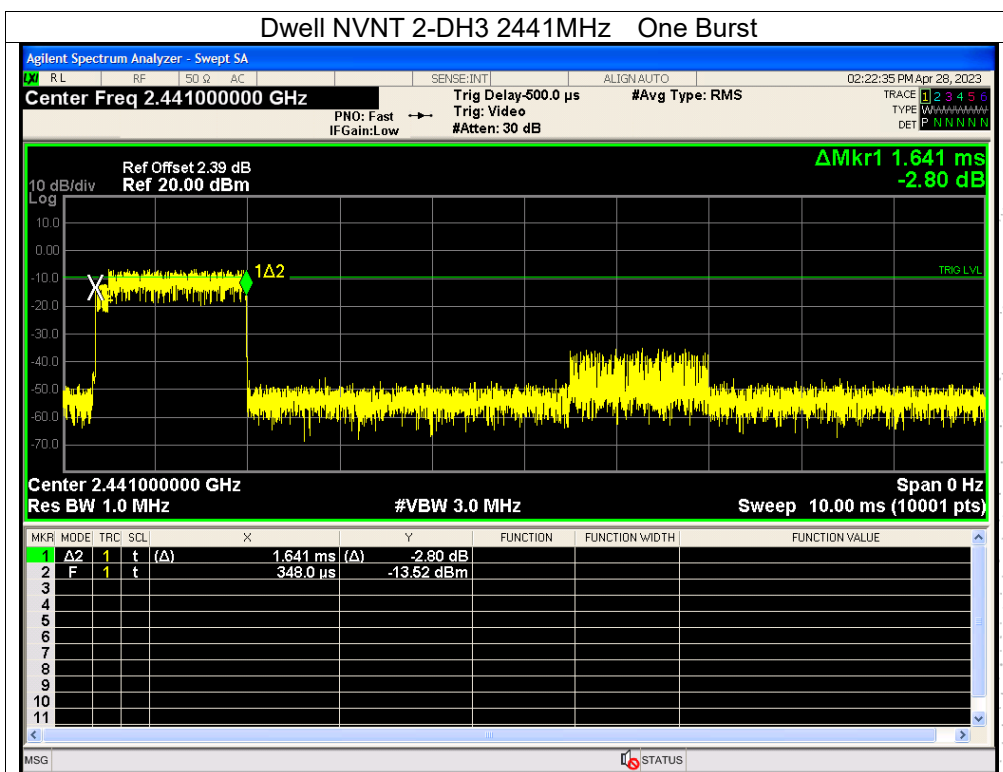 Dwell NVNT 2-DH3 2441MHz One Burst
Agilent Spectrum Analyzer - Swept SA
LXI RL RF 50 Ω AC SENSE:INT ALIGN AUTO 02:22:35 PM Apr 28, 2023
Center Freq 2.441000000 GHz
PNO: Fast
IFGain:Low
Trig Delay-500.0 µs
Trig: Video
#Atten: 30 dB
#Avg Type: RMS
TRACE 1 2 3 4 5 6
TYPE WWWWWW
DET P N N N N N
ΔMkr1 1.641 ms
-2.80 dB
Ref Offset 2.39 dB
10 dB/div Ref 20.00 dBm
Log
10.0
0.00
-10.0
-20.0
-30.0
-40.0
-50.0
-60.0
-70.0
X
1Δ2
TRIG LVL
Center 2.441000000 GHz Span 0 Hz
Res BW 1.0 MHz #VBW 3.0 MHz Sweep 10.00 ms (10001 pts)
MKR MODE TRC SCL X Y FUNCTION FUNCTION WIDTH FUNCTION VALUE
1 Δ2 1 t (Δ) 1.641 ms (Δ) -2.80 dB
2 F 1 t 348.0 µs -13.52 dBm
3
4
5
6
7
8
9
10
11
MSG STATUS